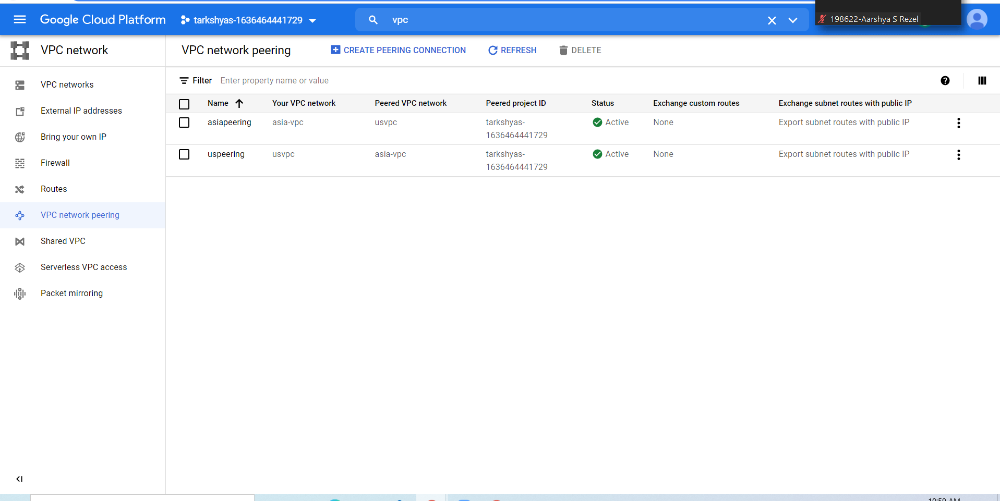 Google Cloud Platform tarkshyas-1636464441729 vpc 198622-Aarshya S Rezel
VPC network VPC network peering CREATE PEERING CONNECTION REFRESH DELETE
VPC networks
External IP addresses
Bring your own IP
Firewall
Routes
VPC network peering
Shared VPC
Serverless VPC access
Packet mirroring
Filter Enter property name or value
Name Your VPC network Peered VPC network Peered project ID Status Exchange custom routes Exchange subnet routes with public IP
asiapeering asia-vpc usvpc tarkshyas- Active None Export subnet routes with public IP
1636464441729
uspeering usvpc asia-vpc tarkshyas- Active None Export subnet routes with public IP
1636464441729